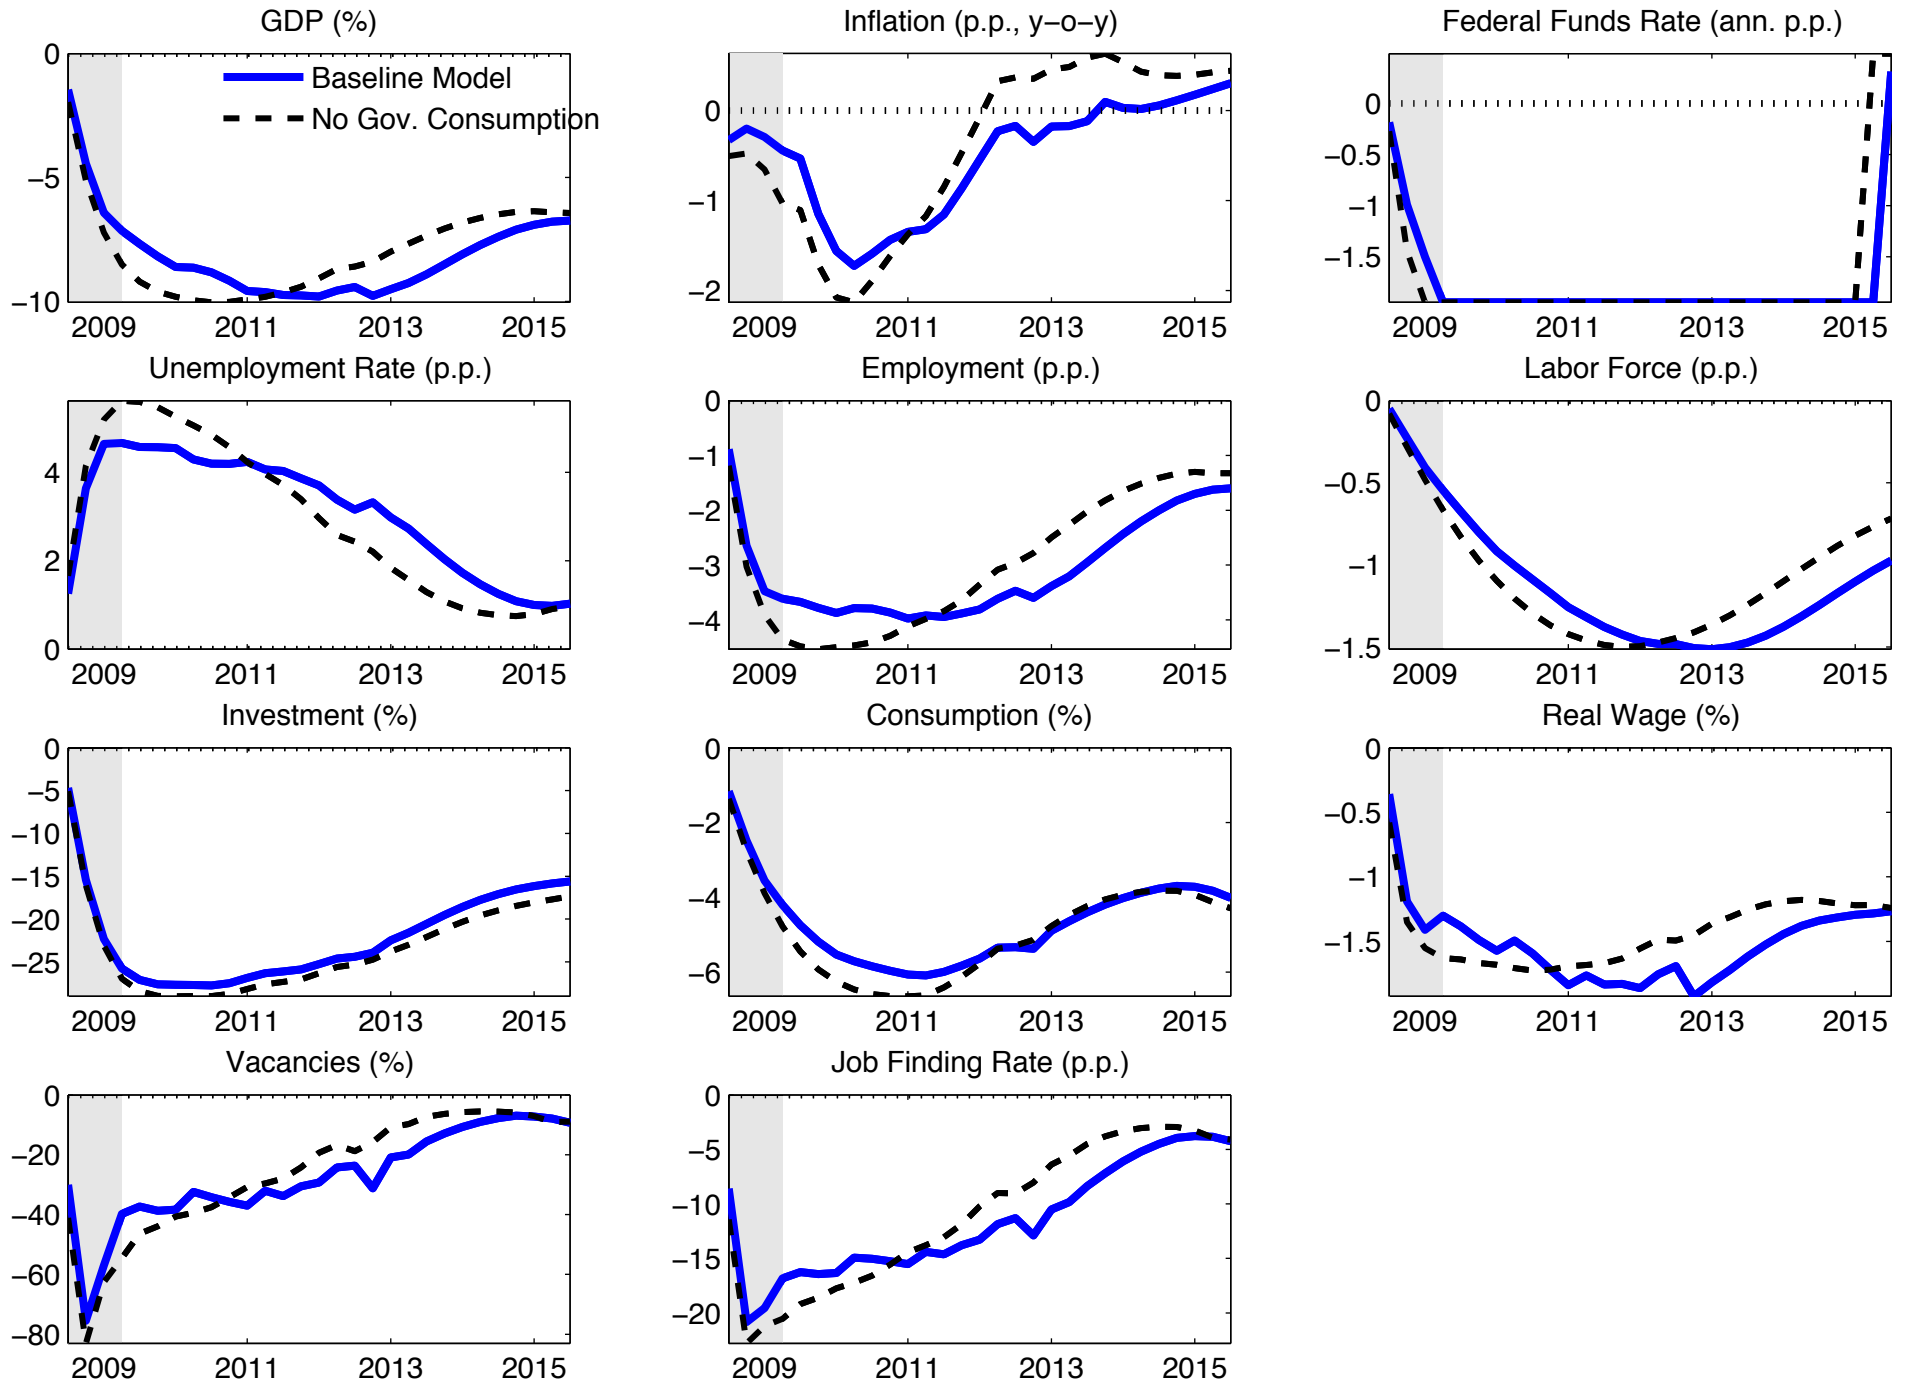 GDP (%)
0
−5
−10
2009 2011 2013 2015
Baseline Model
No Gov. Consumption
Inflation (p.p., y−o−y)
0
−1
−2
2009 2011 2013 2015
Federal Funds Rate (ann. p.p.)
0
−0.5
−1
−1.5
2009 2011 2013 2015
Unemployment Rate (p.p.)
4
2
0
2009 2011 2013 2015
Employment (p.p.)
0
−1
−2
−3
−4
2009 2011 2013 2015
Labor Force (p.p.)
0
−0.5
−1
−1.5
2009 2011 2013 2015
Investment (%)
0
−5
−10
−15
−20
−25
2009 2011 2013 2015
Consumption (%)
0
−2
−4
−6
2009 2011 2013 2015
Real Wage (%)
0
−0.5
−1
−1.5
2009 2011 2013 2015
Vacancies (%)
0
−20
−40
−60
−80
2009 2011 2013 2015
Job Finding Rate (p.p.)
0
−5
−10
−15
−20
2009 2011 2013 2015